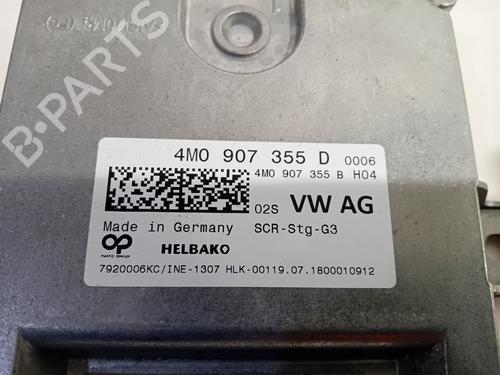 B-PARTS
4M0 907 355 D 0006
4M0 907 355 B H04
02S VW AG
Made in Germany SCR-Stg-G3
HELBAKO
7920006KC/INE-1307 HLK-00119.07.1800010912